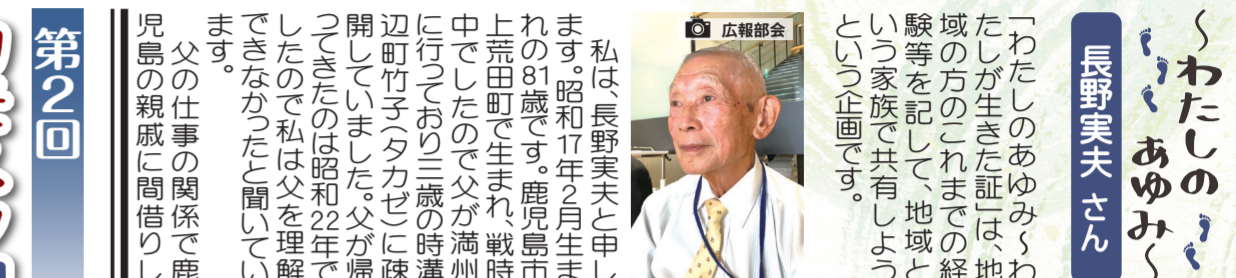 〜わたしの
あゆみ〜
長野実夫 さん
「わたしのあゆみ〜わ
たしが生きた証」は、地
域の方のこれまでの経
験等を記して、地域と
いう家族で共有しよう
という企画です。
広報部会
私は、長野実夫と申し
ます。昭和17年2月生ま
れの81歳です。鹿児島市
上荒田町で生まれ、戦時
中でしたので父が満州
に行っており三歳の時溝
辺町竹子(タカゼ)に疎
開していました。父が帰
ってきたのは昭和22年で
したので私は父を理解
できなかったと聞いてい
ます。
父の仕事の関係で鹿
児島の親戚に間借りし
第2回